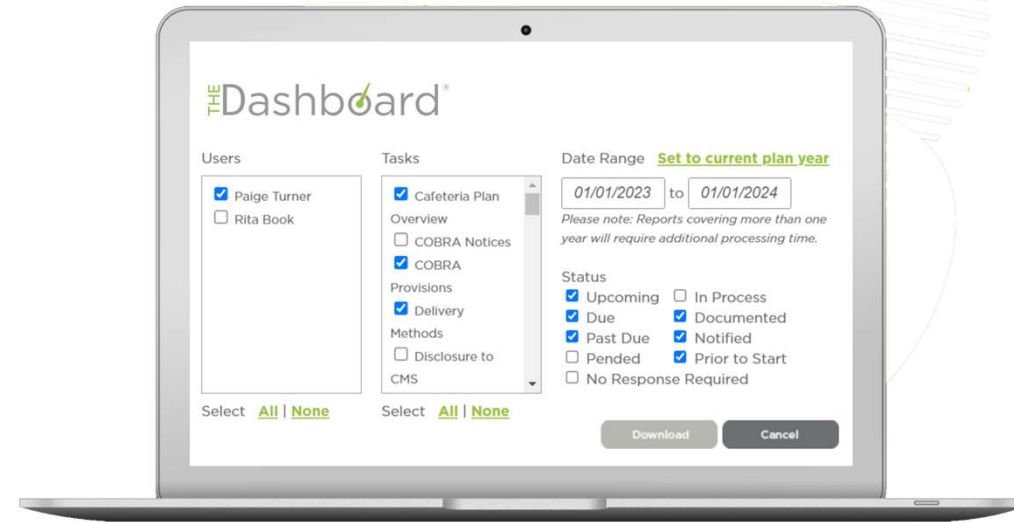 THE Dashboard®
Users
Paige Turner
Rita Book
Select All | None
Tasks
Cafeteria Plan
Overview
COBRA Notices
COBRA
Provisions
Delivery
Methods
Disclosure to
CMS
Select All | None
Date Range Set to current plan year
01/01/2023 to 01/01/2024
Please note: Reports covering more than one
year will require additional processing time.
Status
Upcoming In Process
Due Documented
Past Due Notified
Pended Prior to Start
No Response Required
Download Cancel